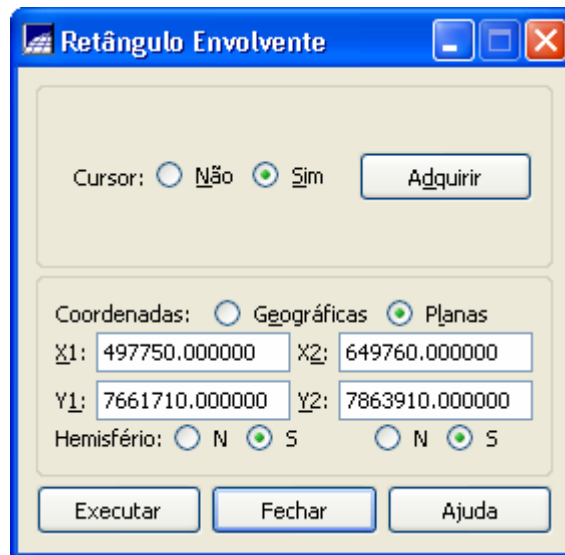 Retângulo Envolvente
Cursor: Não Sim Adquirir
Coordenadas: Geográficas Planas
X1: 497750.000000 X2: 649760.000000
Y1: 7661710.000000 Y2: 7863910.000000
Hemisfério: N S N S
Executar Fechar Ajuda